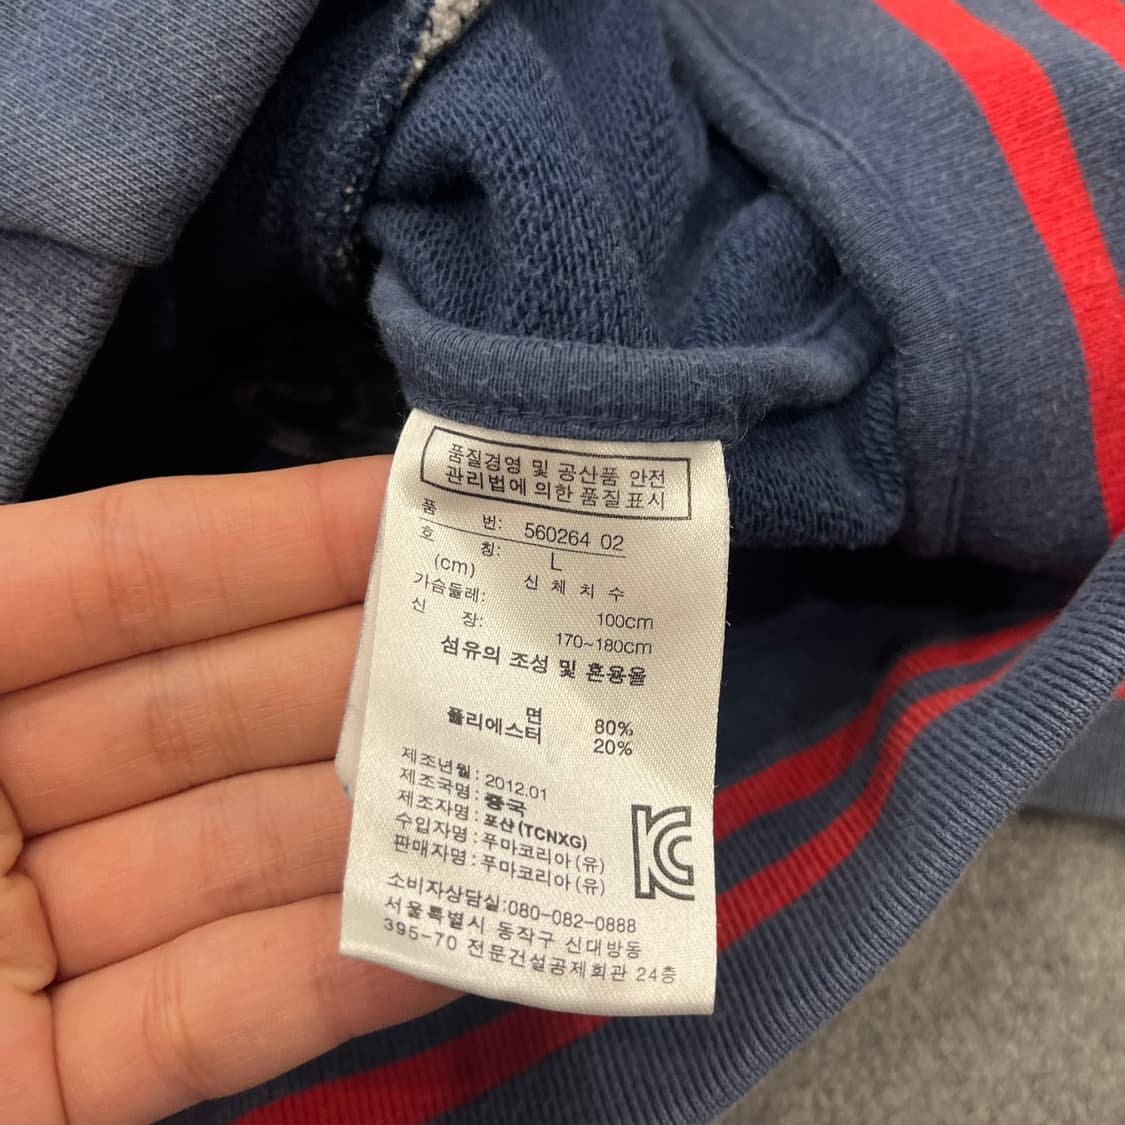 품질경영 및 공산품 안전
관리법에 의한 품질표시
품 번: 560264 02
호 칭: L
(cm) 신체치수
가슴둘레: 100cm
신 장: 170~180cm
섬유의 조성 및 혼용율
면 80%
폴리에스터 20%
제조년월 : 2012.01
제조국명 : 중국
제조자명 : 포산(TCNXG)
수입자명 : 푸마코리아(유)
판매자명 : 푸마코리아(유)
소비자상담실:080-082-0888
서울특별시 동작구 신대방동
395-70 전문건설공제회관 24층